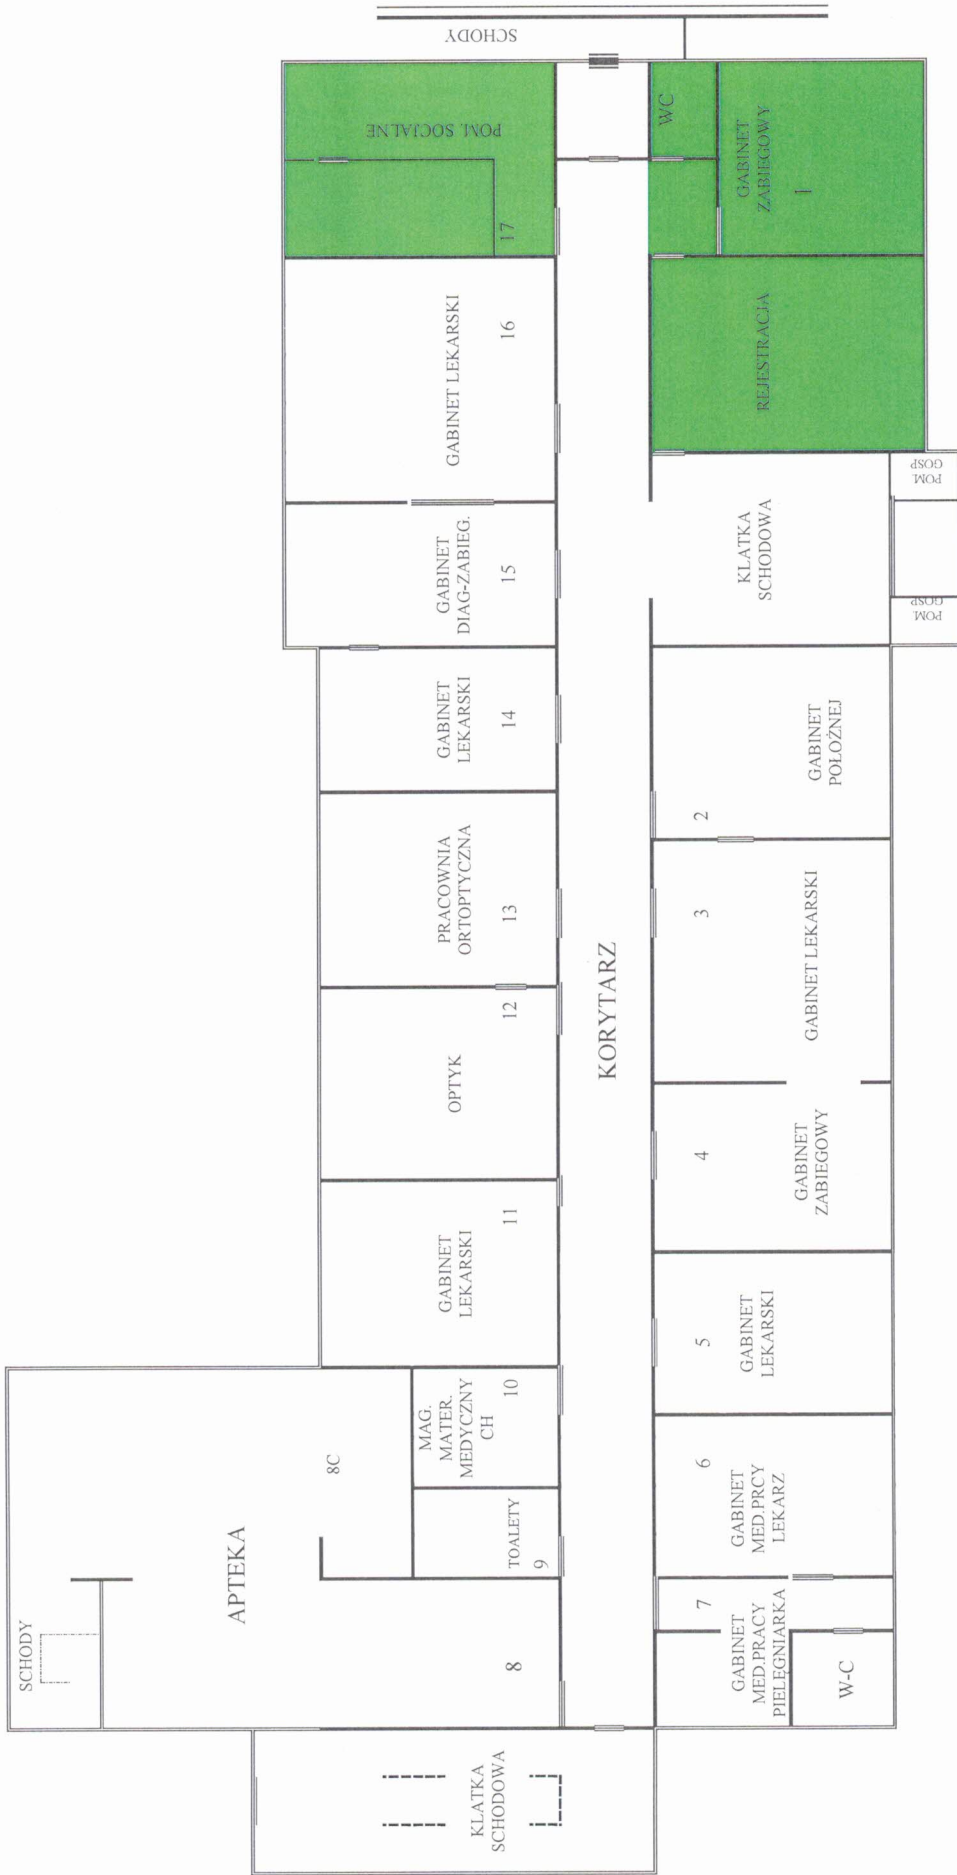 SCHODY
APTEKA
8C
8
TOALETY
9
MAG.
MATER.
MEDYCZNY
CH
10
GABINET
LEKARSKI
11
OPTYK
12
PRACOWNIA
ORTOPTYCZNA
13
GABINET
LEKARSKI
14
GABINET
DIAG-ZABIEG.
15
GABINET LEKARSKI
16
POM. SOCJALNE
17
SCHODY
KLATKA
SCHODOWA
KORYTARZ
GABINET
MED.PRACY
PIELĘGNIARKA
7
W-C
GABINET
MED.PRCY
LEKARZ
6
GABINET
LEKARSKI
5
GABINET
ZABIEGOWY
4
GABINET LEKARSKI
3
GABINET
POŁOŻNEJ
2
KLATKA
SCHODOWA
POM.
GOSP
POM.
GOSP
REJESTRACJA
WC
GABINET
ZABIEGOWY
1